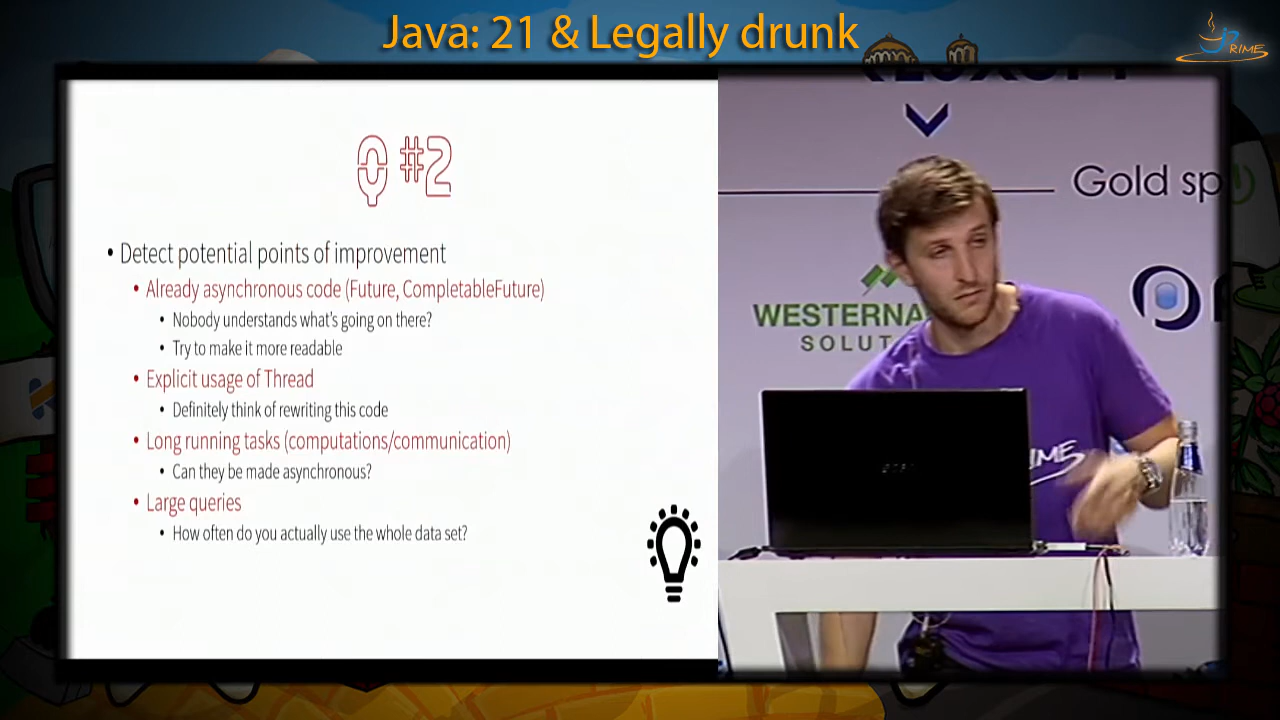 Java: 21 & Legally drunk
jPRIME
Q #2
• Detect potential points of improvement
• Already asynchronous code (Future, CompletableFuture)
• Nobody understands what's going on there?
• Try to make it more readable
• Explicit usage of Thread
• Definitely think of rewriting this code
• Long running tasks (computations/communication)
• Can they be made asynchronous?
• Large queries
• How often do you actually use the whole data set?
Gold sp
WESTERNA
SOLUT
acer